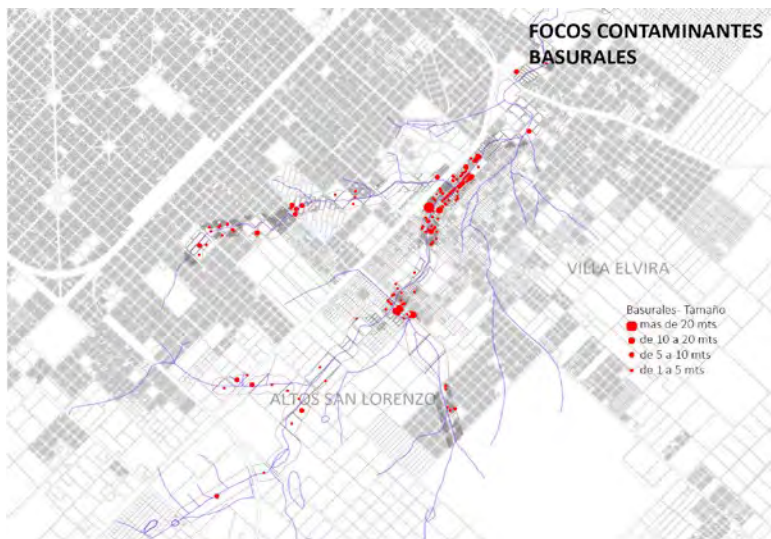 FOCOS CONTAMINANTES
BASURALES
VILLA ELVIRA
Basurales- Tamaño
mas de 20 mts
de 10 a 20 mts
de 5 a 10 mts
de 1 a 5 mts
ALTOS SAN LORENZO